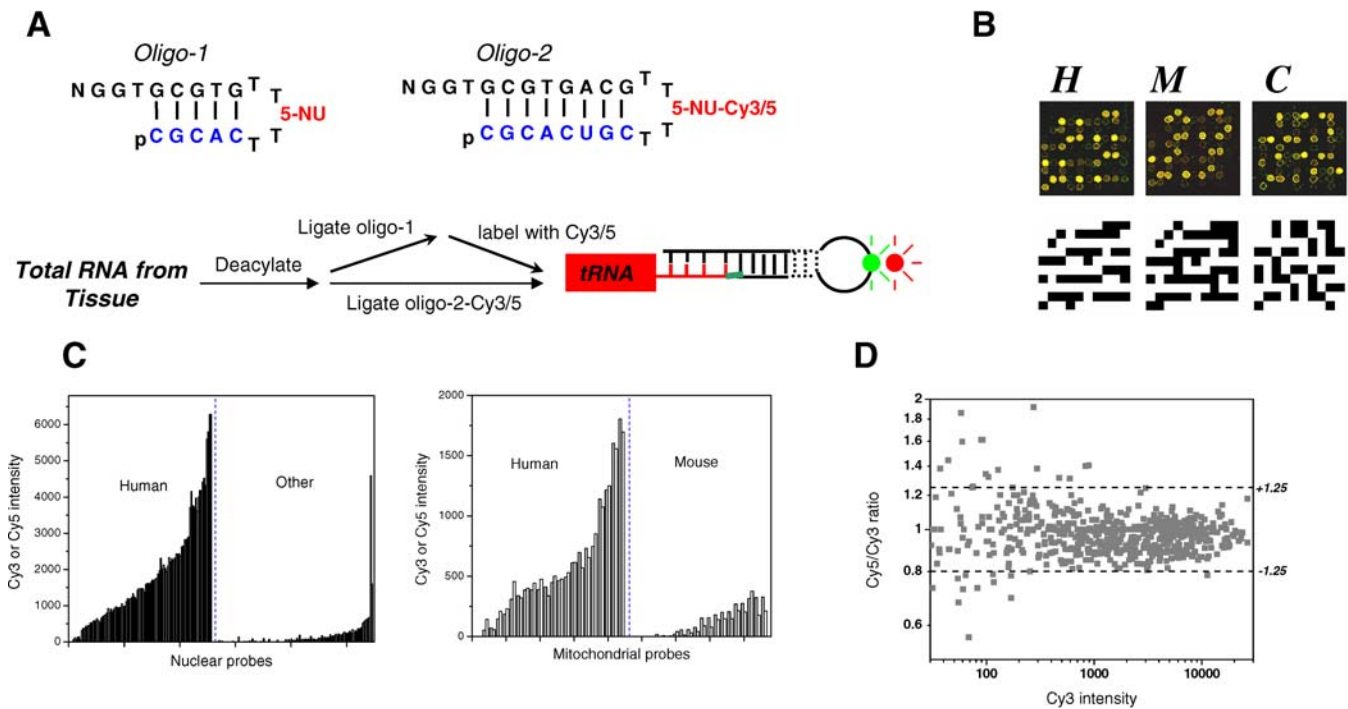 A
Oligo-1
NGGTGCGTGTT
5-NU
pCGCACTT
Oligo-2
NGGTGCGTGACGTT
5-NU-Cy3/5
pCGCACUGCTT
Total RNA from
Tissue
Deacylate
Ligate oligo-1
label with Cy3/5
Ligate oligo-2-Cy3/5
tRNA
B
H M C
C
Cy3 or Cy5 intensity
6000
5000
4000
3000
2000
1000
0
Human
Other
Nuclear probes
Cy3 or Cy5 intensity
2000
1500
1000
500
0
Human
Mouse
Mitochondrial probes
D
Cy5/Cy3 ratio
2
1.8
1.6
1.4
1.2
1
0.8
0.6
+1.25
-1.25
100 1000 10000
Cy3 intensity